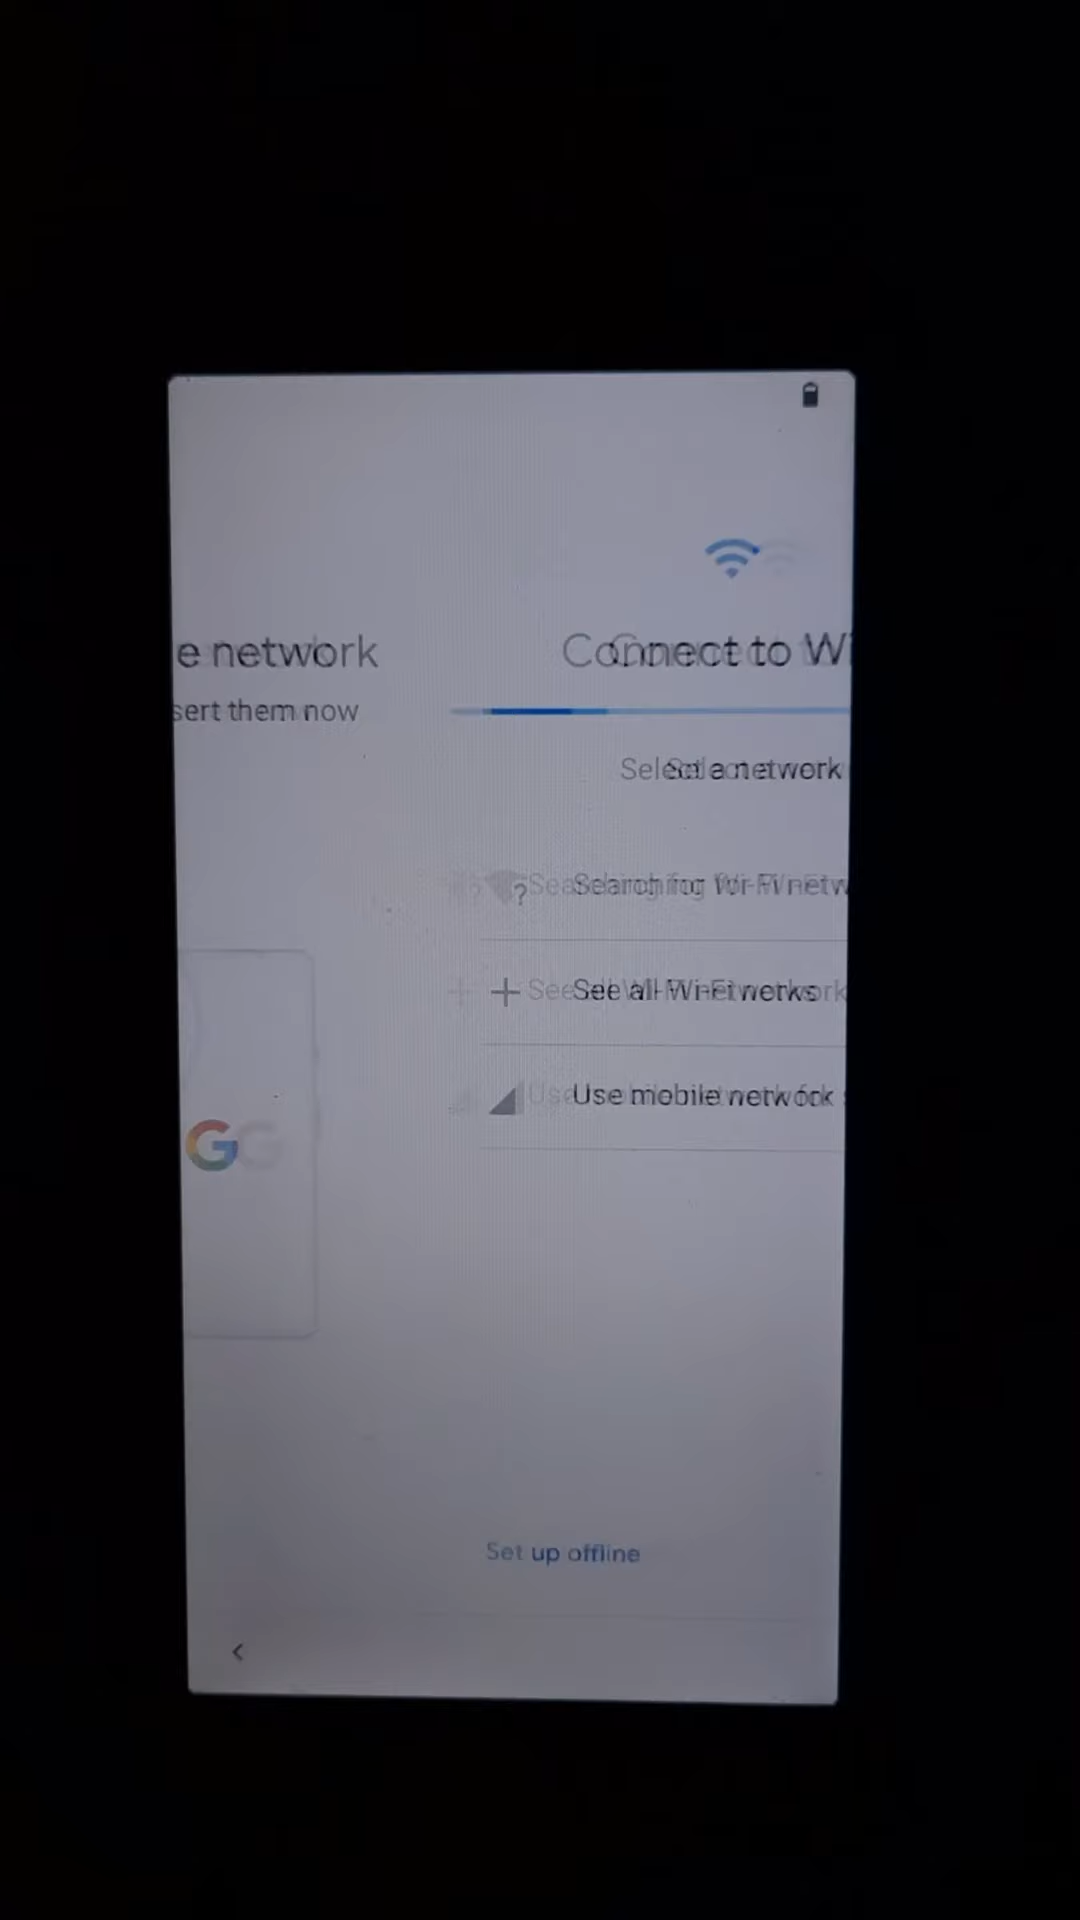 e network
sert them now
Connect to Wi
Select a network
Searching for Wi-Fi netw
See all Wi-Fi networks
Use mobile network
G
Set up offline